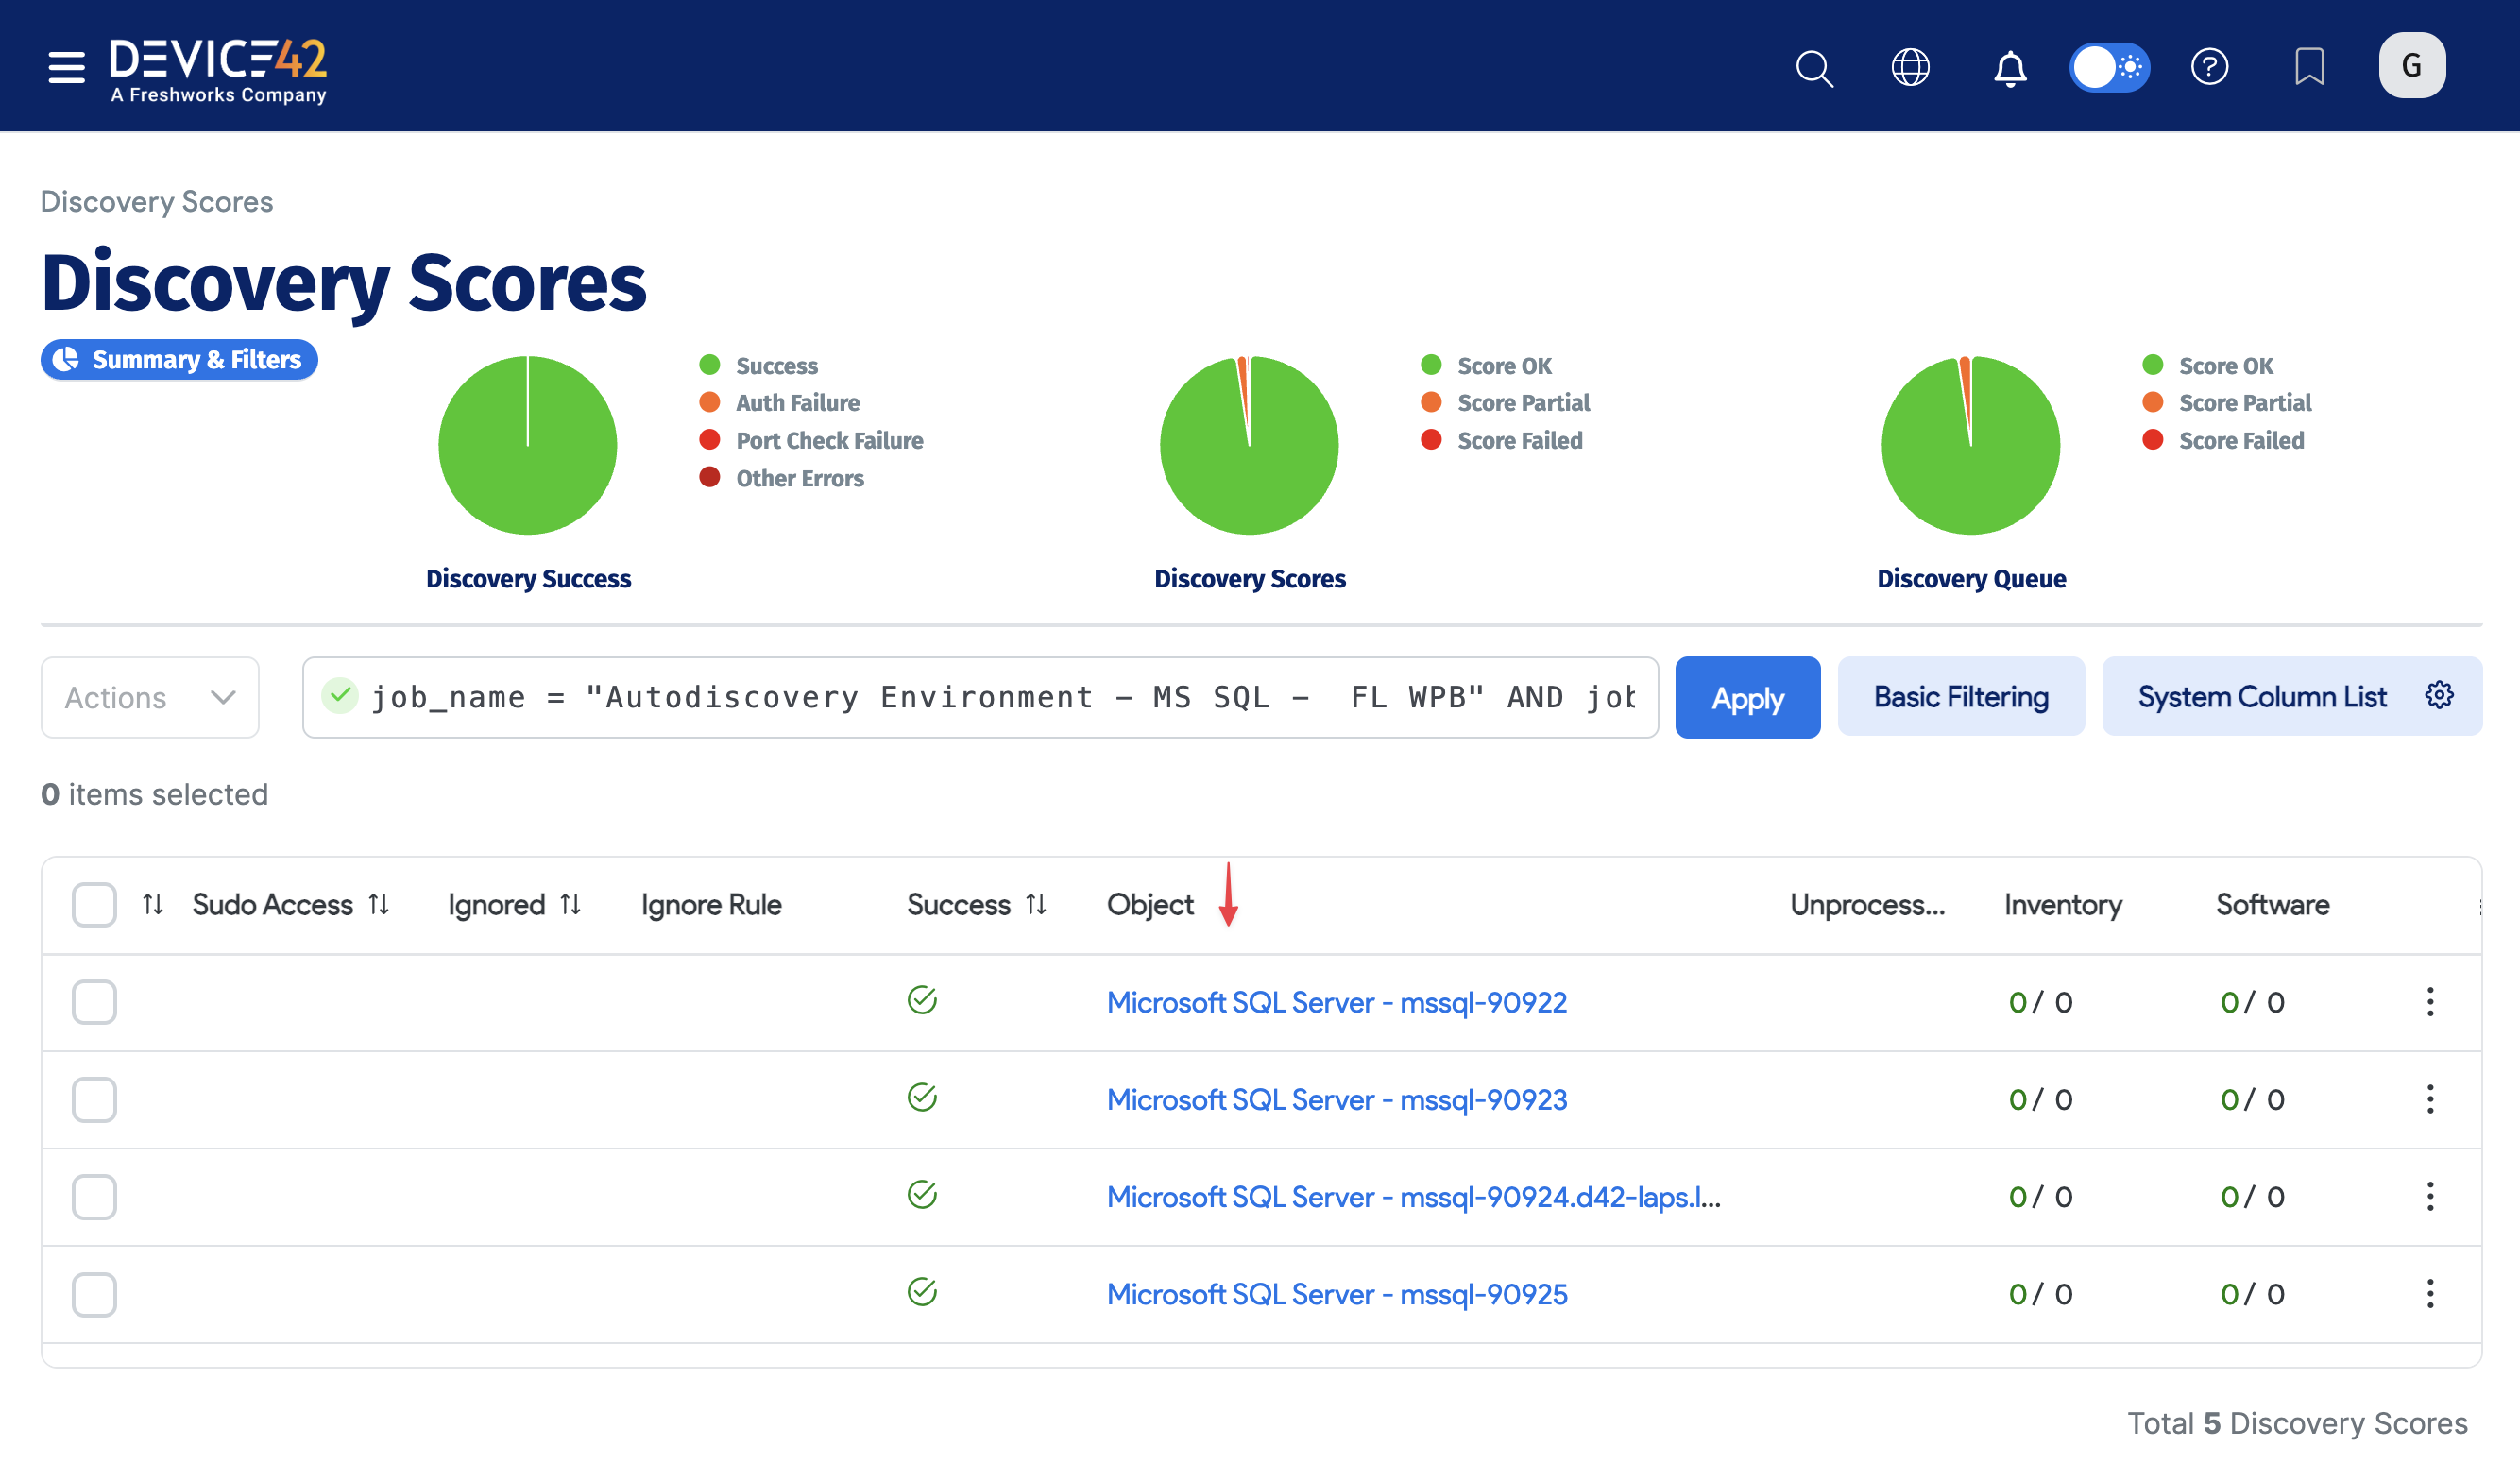 DEVICE42
A Freshworks Company
G
Discovery Scores
Discovery Scores
Summary & Filters
Success
Auth Failure
Port Check Failure
Other Errors
Discovery Success
Score OK
Score Partial
Score Failed
Discovery Scores
Score OK
Score Partial
Score Failed
Discovery Queue
Actions
job_name = "Autodiscovery Environment - MS SQL -  FL WPB" AND job
Apply
Basic Filtering
System Column List
0 items selected
Sudo Access Ignored Ignore Rule Success Object Unprocess... Inventory Software
Microsoft SQL Server - mssql-90922 0 / 0 0 / 0
Microsoft SQL Server - mssql-90923 0 / 0 0 / 0
Microsoft SQL Server - mssql-90924.d42-laps.l... 0 / 0 0 / 0
Microsoft SQL Server - mssql-90925 0 / 0 0 / 0
Total 5 Discovery Scores